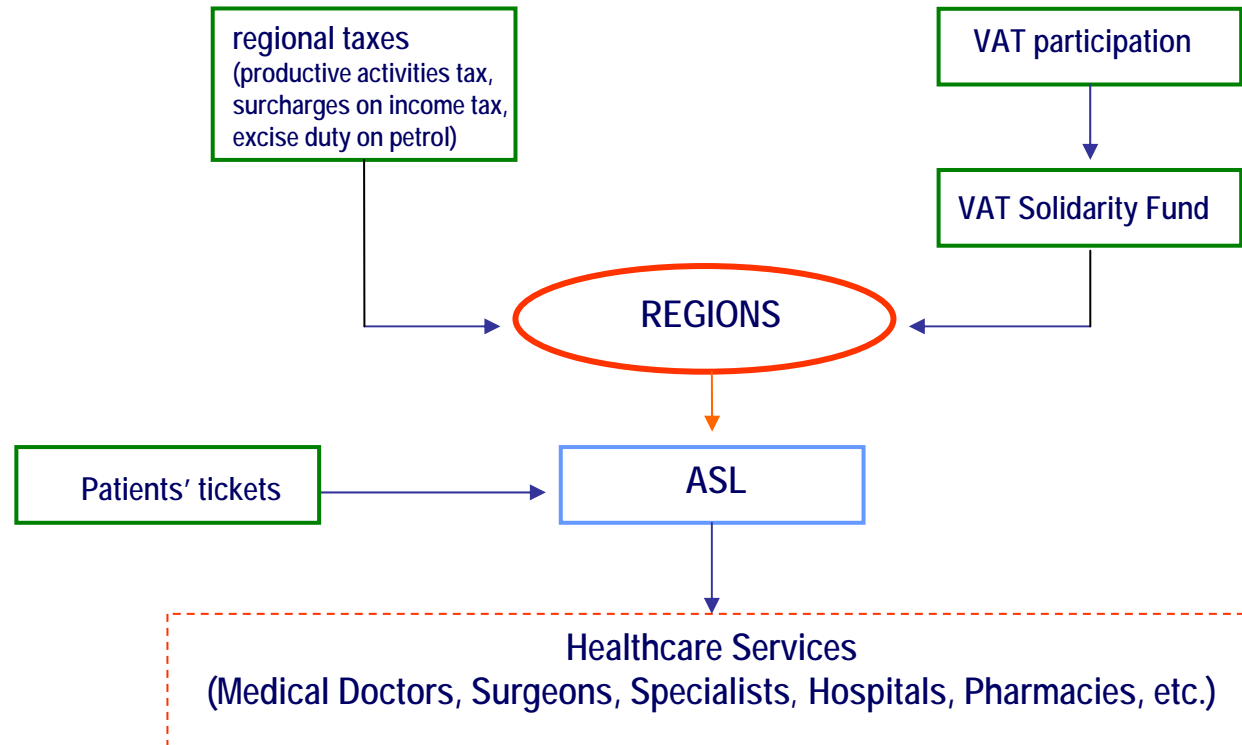 regional taxes
(productive activities tax,
surcharges on income tax,
excise duty on petrol)
VAT participation
VAT Solidarity Fund
REGIONS
Patients’ tickets
ASL
Healthcare Services
(Medical Doctors, Surgeons, Specialists, Hospitals, Pharmacies, etc.)